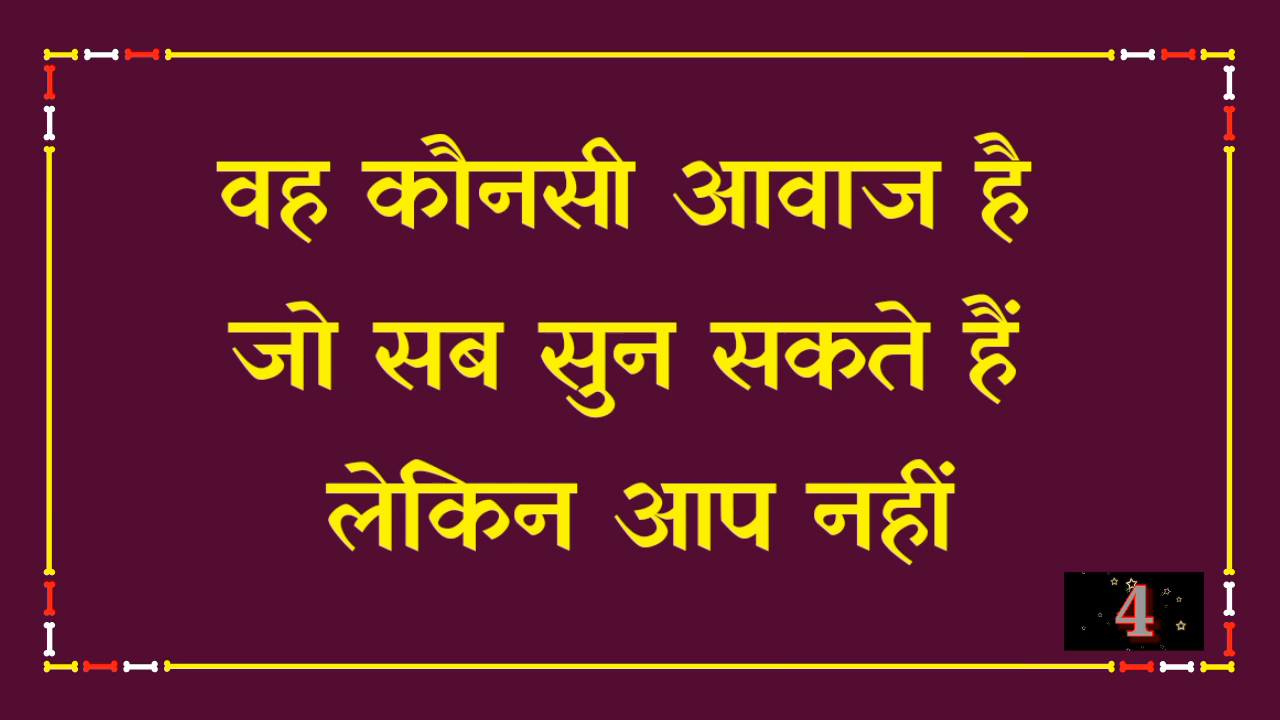 वह कौनसी आवाज है
जो सब सुन सकते हैं
लेकिन आप नहीं
4